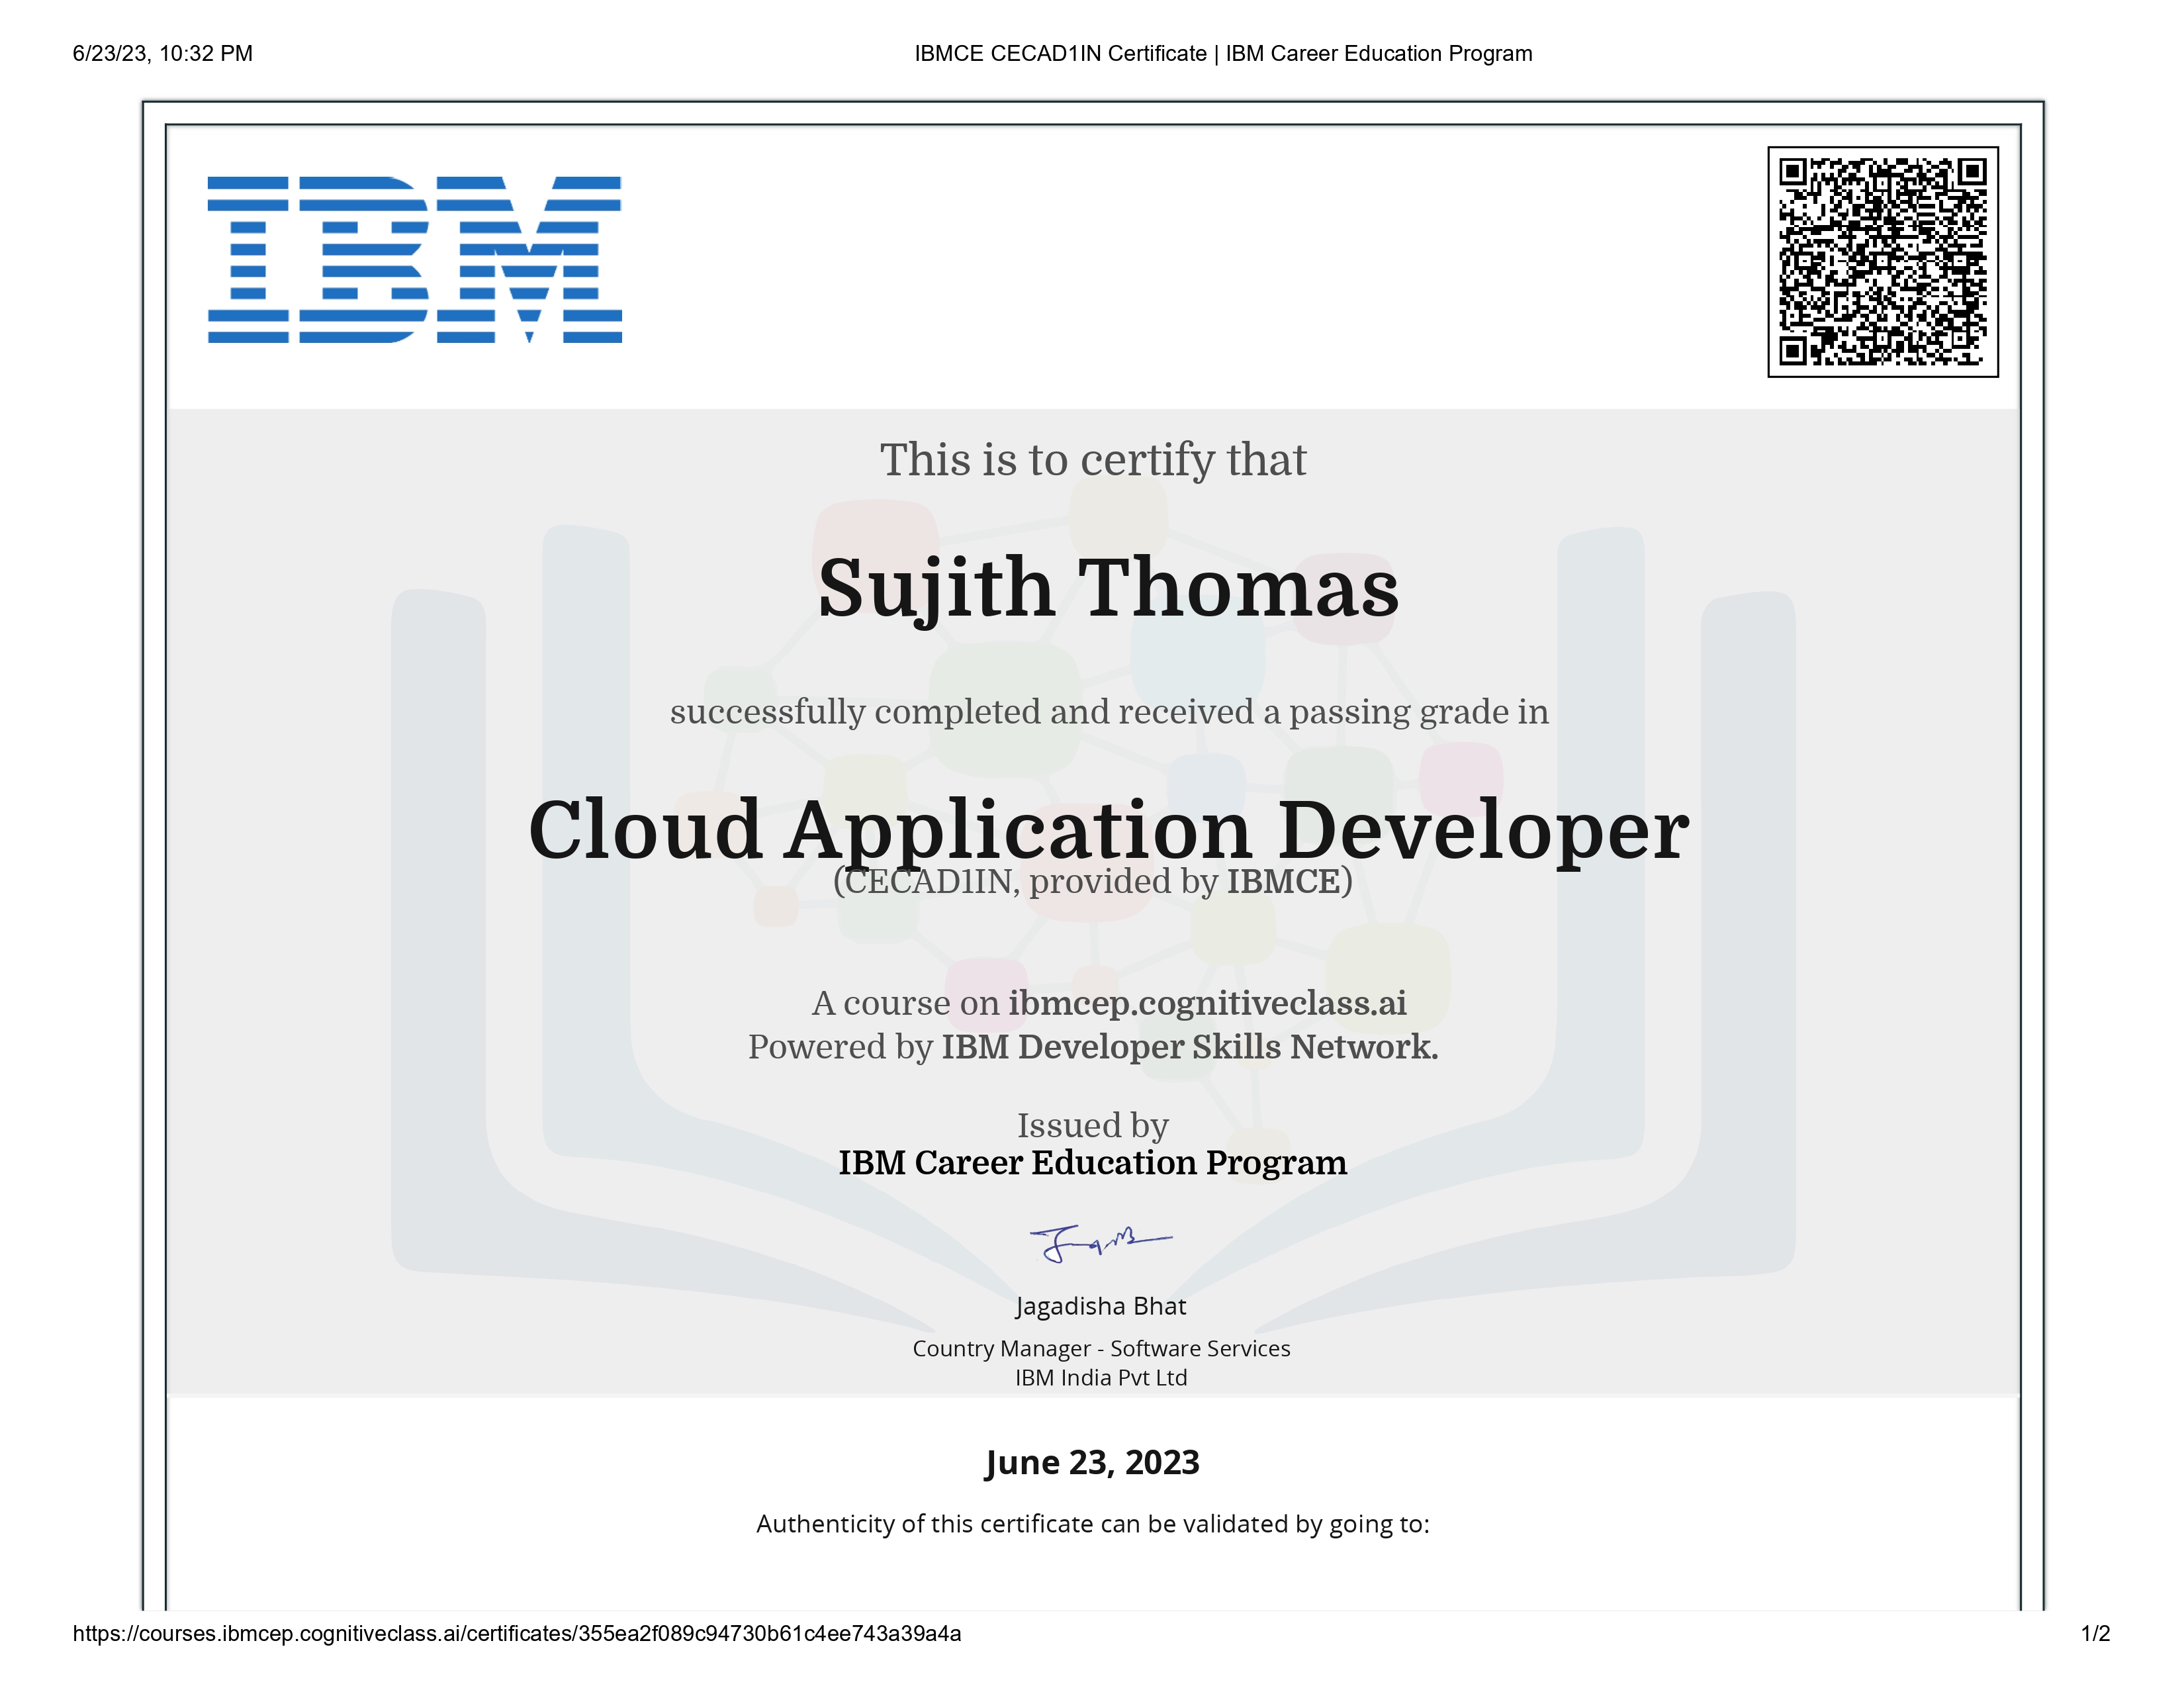 6/23/23, 10:32 PM
IBMCE CECAD1IN Certificate | IBM Career Education Program
IBM
This is to certify that
Sujith Thomas
successfully completed and received a passing grade in
Cloud Application Developer
(CECAD1IN, provided by IBMCE)
A course on ibmcep.cognitiveclass.ai
Powered by IBM Developer Skills Network.
Issued by
IBM Career Education Program
Jagadisha Bhat
Country Manager - Software Services
IBM India Pvt Ltd
June 23, 2023
Authenticity of this certificate can be validated by going to:
https://courses.ibmcep.cognitiveclass.ai/certificates/355ea2f089c94730b61c4ee743a39a4a
1/2